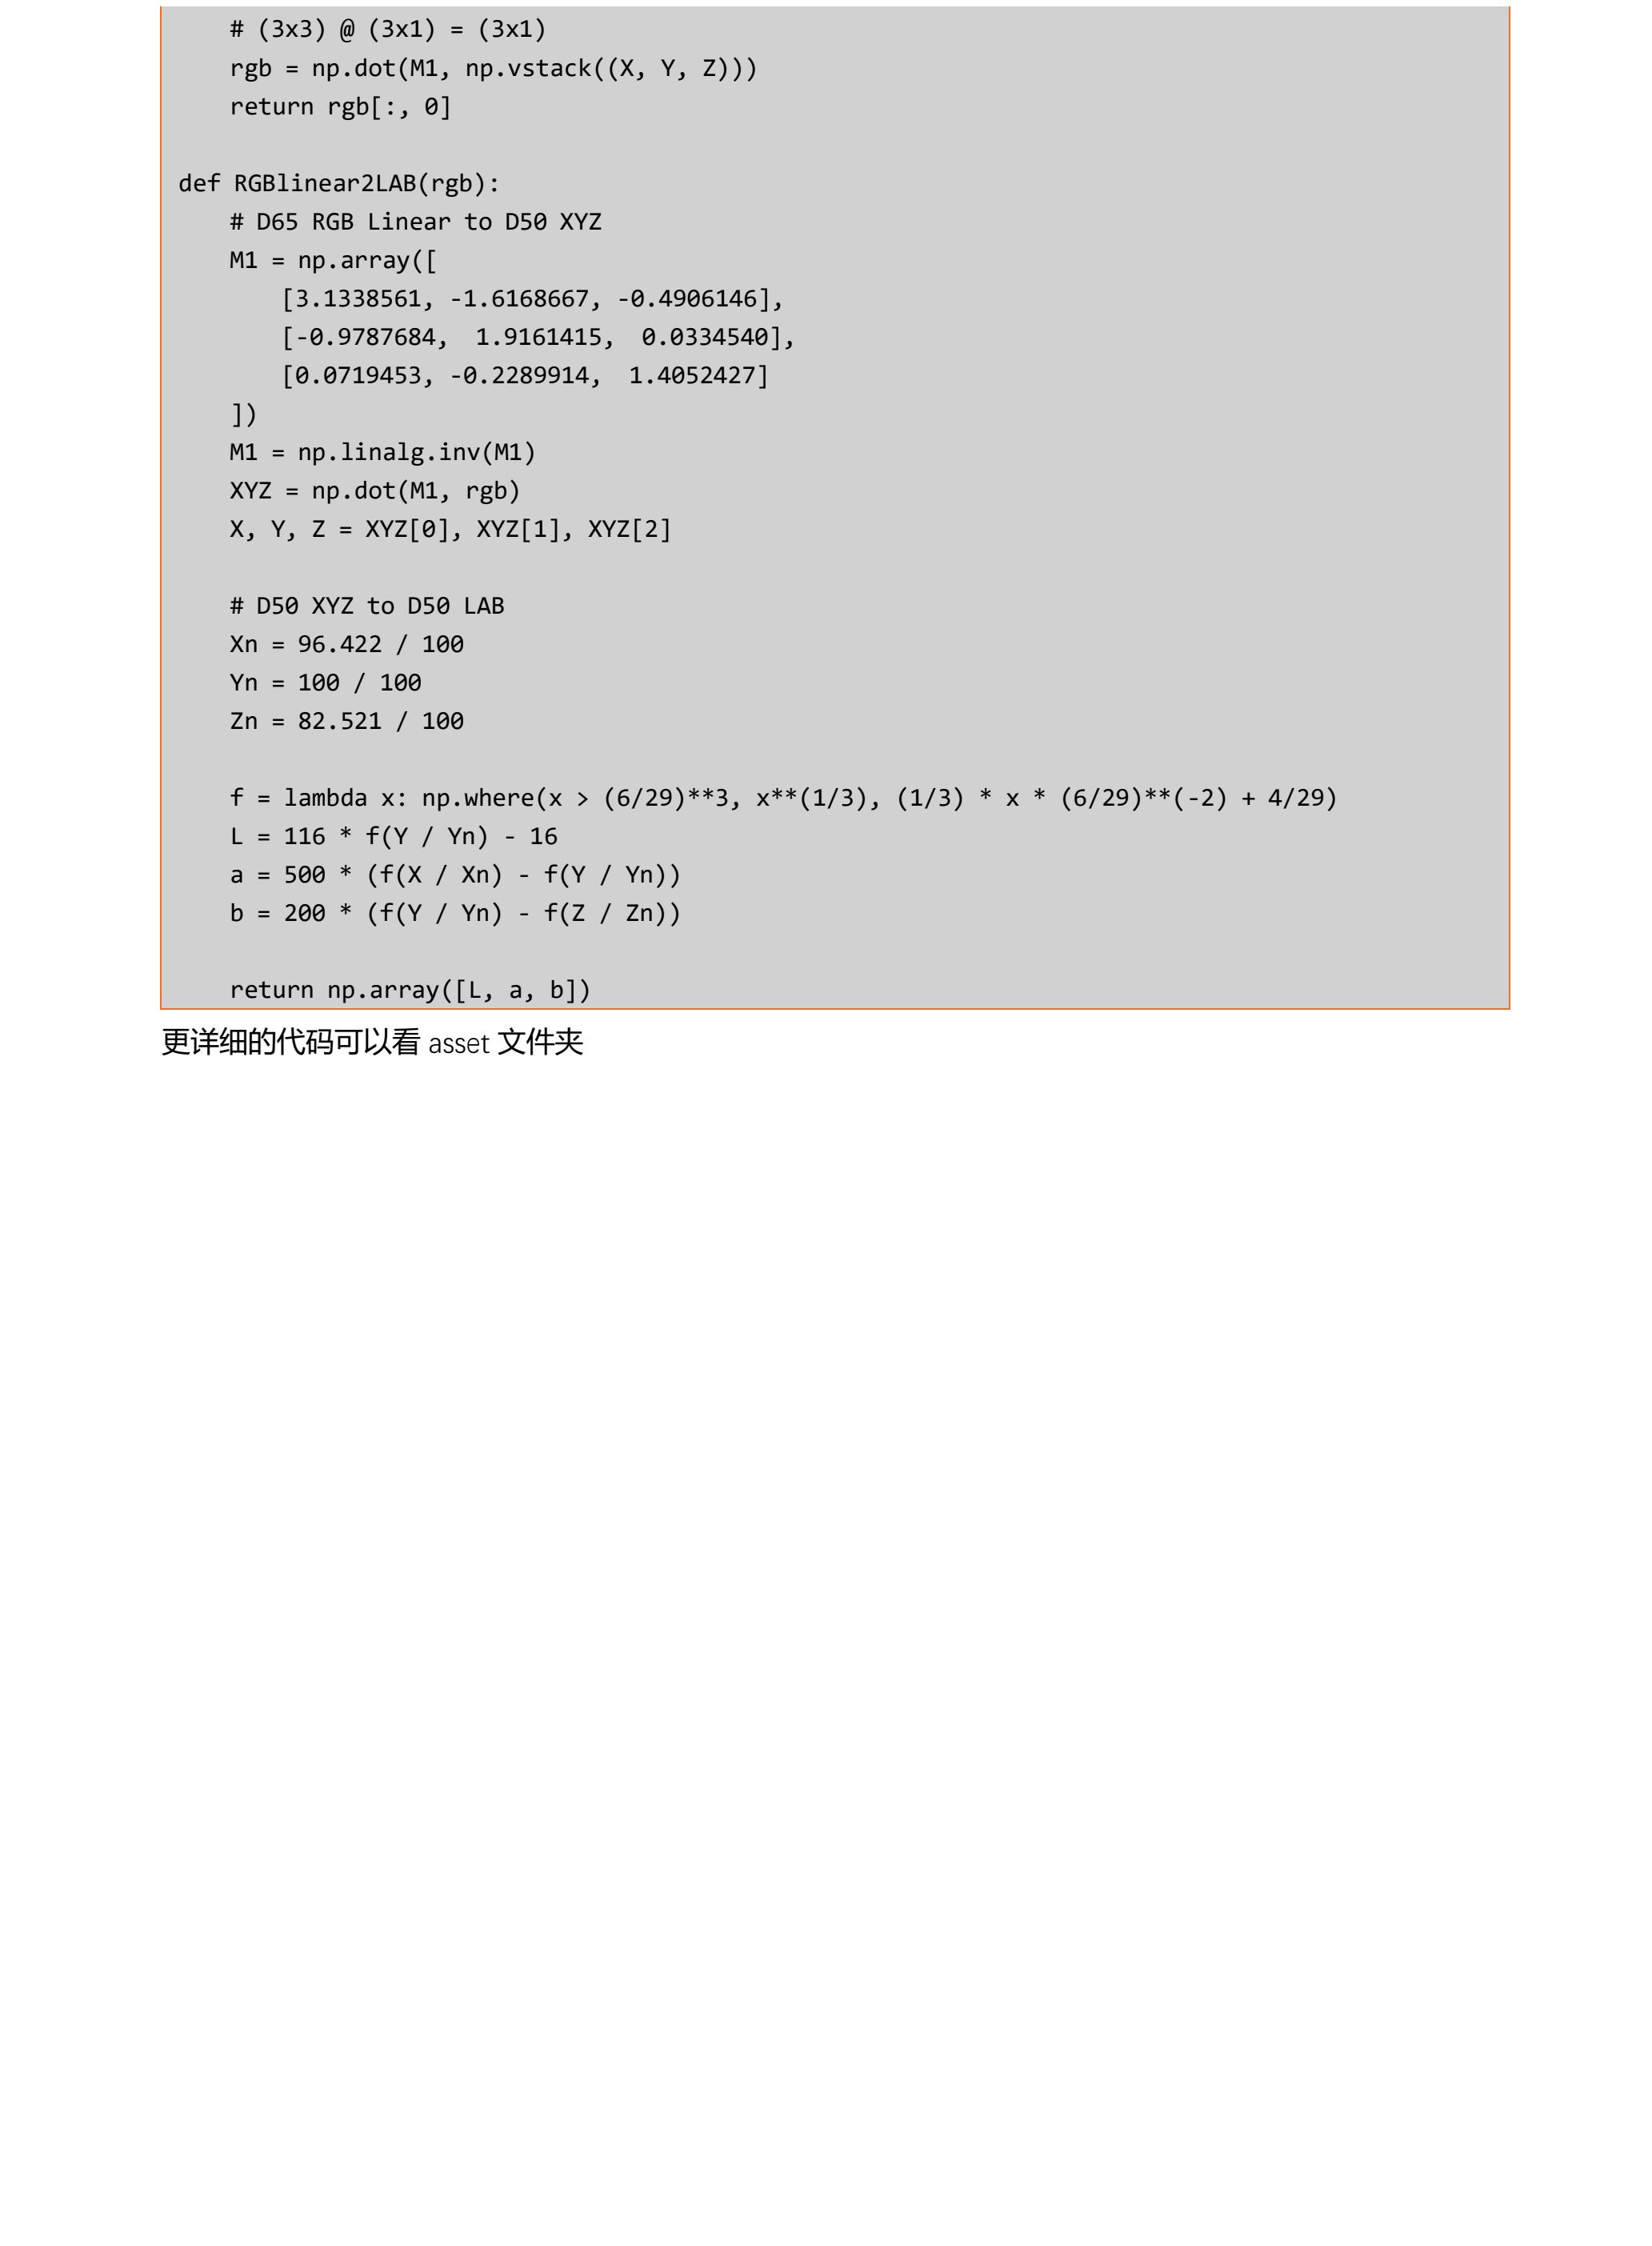 # (3x3) @ (3x1) = (3x1)
rgb = np.dot(M1, np.vstack((X, Y, Z)))
return rgb[:, 0]
def RGBlinear2LAB(rgb):
# D65 RGB Linear to D50 XYZ
M1 = np.array([
[3.1338561, -1.6168667, -0.4906146],
[-0.9787684,  1.9161415,  0.0334540],
[0.0719453, -0.2289914,  1.4052427]
])
M1 = np.linalg.inv(M1)
XYZ = np.dot(M1, rgb)
X, Y, Z = XYZ[0], XYZ[1], XYZ[2]
# D50 XYZ to D50 LAB
Xn = 96.422 / 100
Yn = 100 / 100
Zn = 82.521 / 100
f = lambda x: np.where(x > (6/29)**3, x**(1/3), (1/3) * x * (6/29)**(-2) + 4/29)
L = 116 * f(Y / Yn) - 16
a = 500 * (f(X / Xn) - f(Y / Yn))
b = 200 * (f(Y / Yn) - f(Z / Zn))
return np.array([L, a, b])
更详细的代码可以看 asset 文件夹